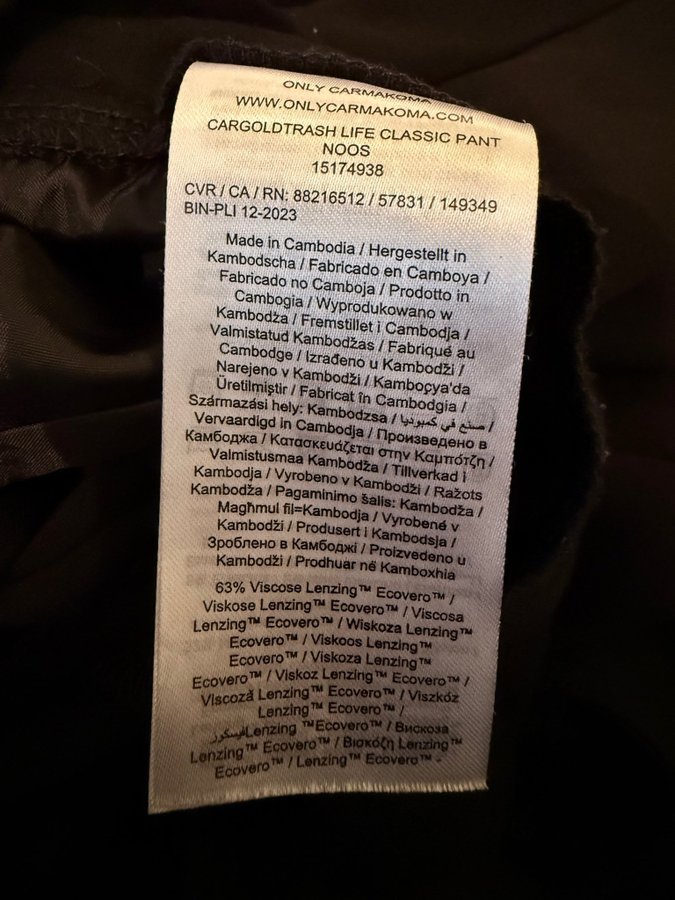 ONLY CARMAKOMA
WWW.ONLYCARMAKOMA.COM
CARGOLDTRASH LIFE CLASSIC PANT
NOOS
15174938
CVR / CA / RN: 88216512 / 57831 / 149349
BIN-PLI 12-2023
Made in Cambodia / Hergestellt in
Kambodscha / Fabricado en Camboya /
Fabricado no Camboja / Prodotto in
Cambogia / Wyprodukowano w
Kambodża / Fremstillet i Cambodja /
Valmistatud Kambodžas / Fabriqué au
Cambodge / Izrađeno u Kambodži /
Narejeno v Kambodži / Kamboçya'da
Üretilmiştir / Fabricat în Cambodgia /
Származási hely: Kambodzsa / صنع في كمبوديا /
Vervaardigd in Cambodja / Произведено в
Камбоджа / Κατασκευάζεται στην Καμπότζη /
Valmistusmaa Kambodža / Tillverkad i
Kambodja / Vyrobeno v Kambodži / Ražots
Kambodža / Pagaminimo šalis: Kambodža /
Magħmul fil=Kambodja / Vyrobené v
Kambodži / Produsert i Kambodsja /
Зроблено в Камбоджі / Proizvedeno u
Kambodži / Prodhuar në Kamboxhia
63% Viscose Lenzing™ Ecovero™ /
Viskose Lenzing™ Ecovero™ / Viscosa
Lenzing™ Ecovero™ / Wiskoza Lenzing™
Ecovero™ / Viskoos Lenzing™
Ecovero™ / Viskoza Lenzing™
Ecovero™ / Viskoz Lenzing™ Ecovero™ /
Viscoză Lenzing™ Ecovero™ / Viszkóz
Lenzing™ Ecovero™ /
فيسكوزLenzing ™Ecovero™ / Вискоза
Lenzing™ Ecovero™ / Βισκόζη Lenzing™
Ecovero™ / Lenzing™ Ecovero™ -